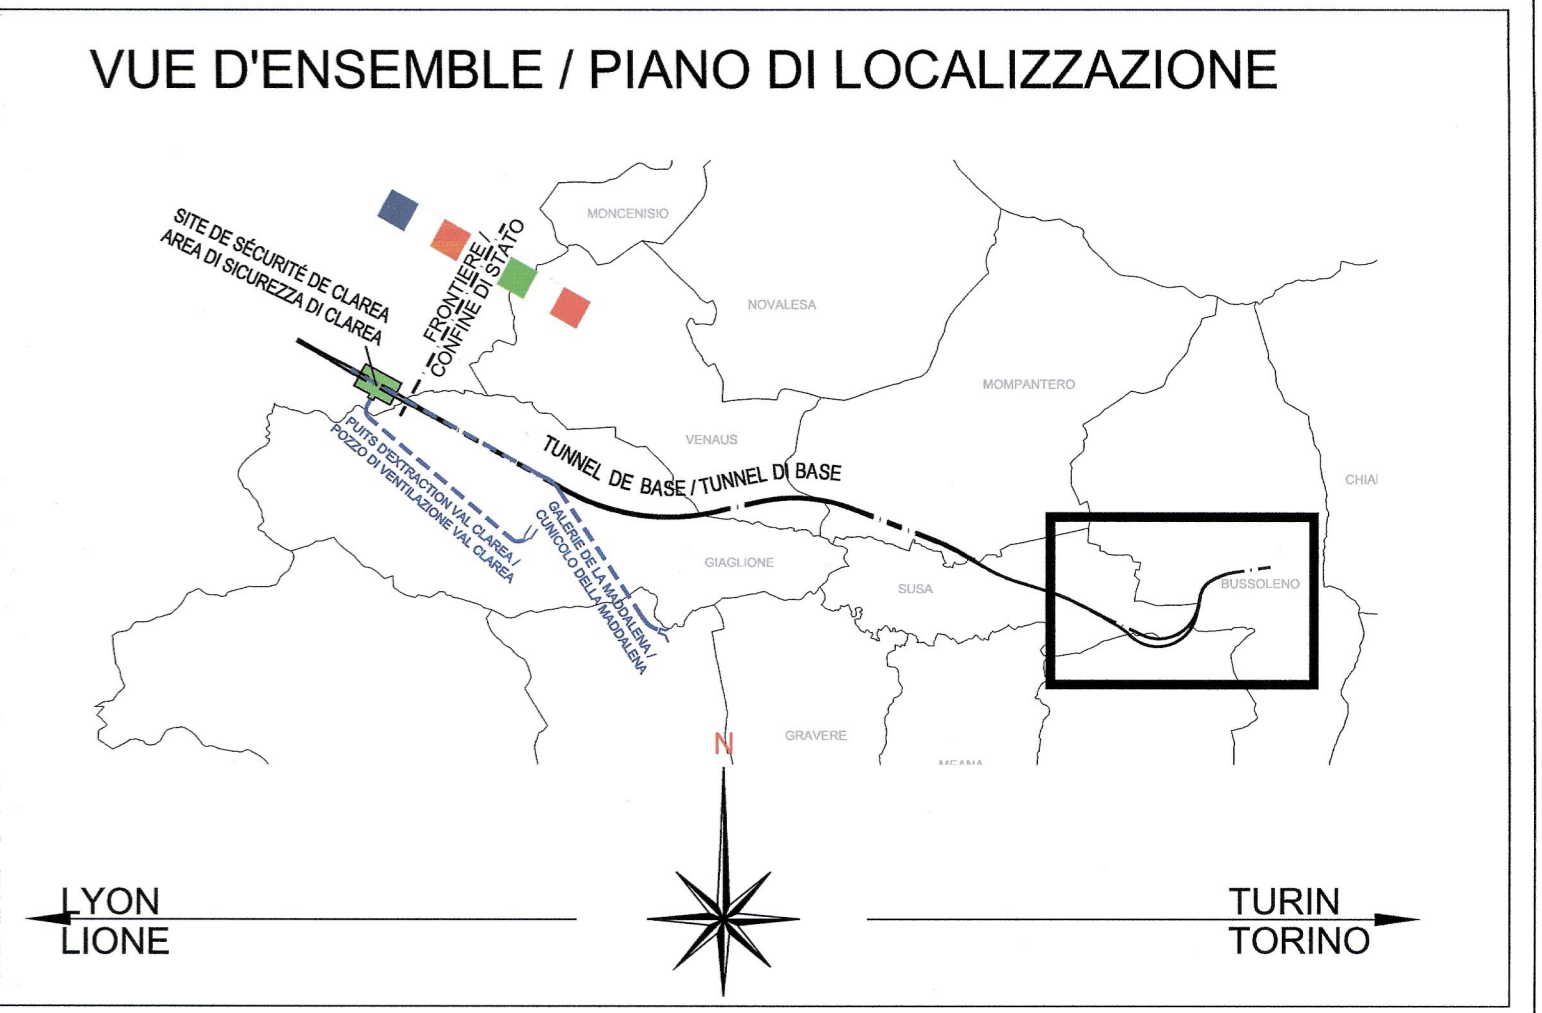 VUE D'ENSEMBLE / PIANO DI LOCALIZZAZIONE
SITE DE SÉCURITÉ DE CLAREA
AREA DI SICUREZZA DI CLAREA
FRONTIERE /
CONFINE DI STATO
MONCENISIO
NOVALESA
MOMPANTERO
VENAUS
TUNNEL DE BASE / TUNNEL DI BASE
CHIA
PUITS D'EXTRACTION VAL CLAREA /
POZZO DI VENTILAZIONE VAL CLAREA
GALERIE DE LA MADDALENA /
CUNICOLO DELLA MADDALENA
GIAGLIONE
SUSA
BUSSOLENO
GRAVERE
MEANA
N
LYON
LIONE
TURIN
TORINO